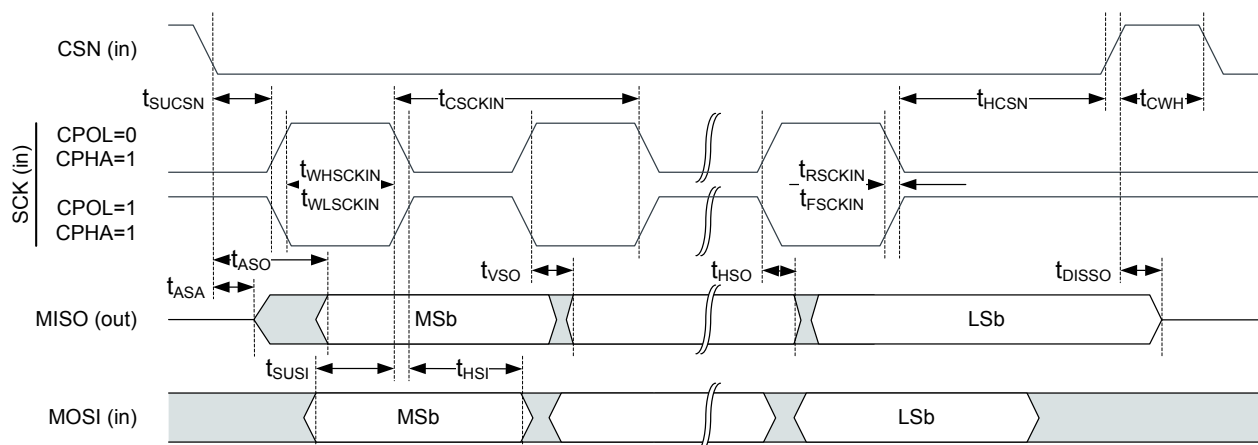 CSN (in)
tSUCSN
tCSCKIN
tHCSN
tCWH
SCK (in)
CPOL=0
CPHA=1
tWHSCKIN
tWLSCKIN
tRSCKIN
tFSCKIN
CPOL=1
CPHA=1
tASO
tASA
tVSO
tHSO
tDISSO
MISO (out)
MSb
LSb
tSUSI
tHSI
MOSI (in)
MSb
LSb